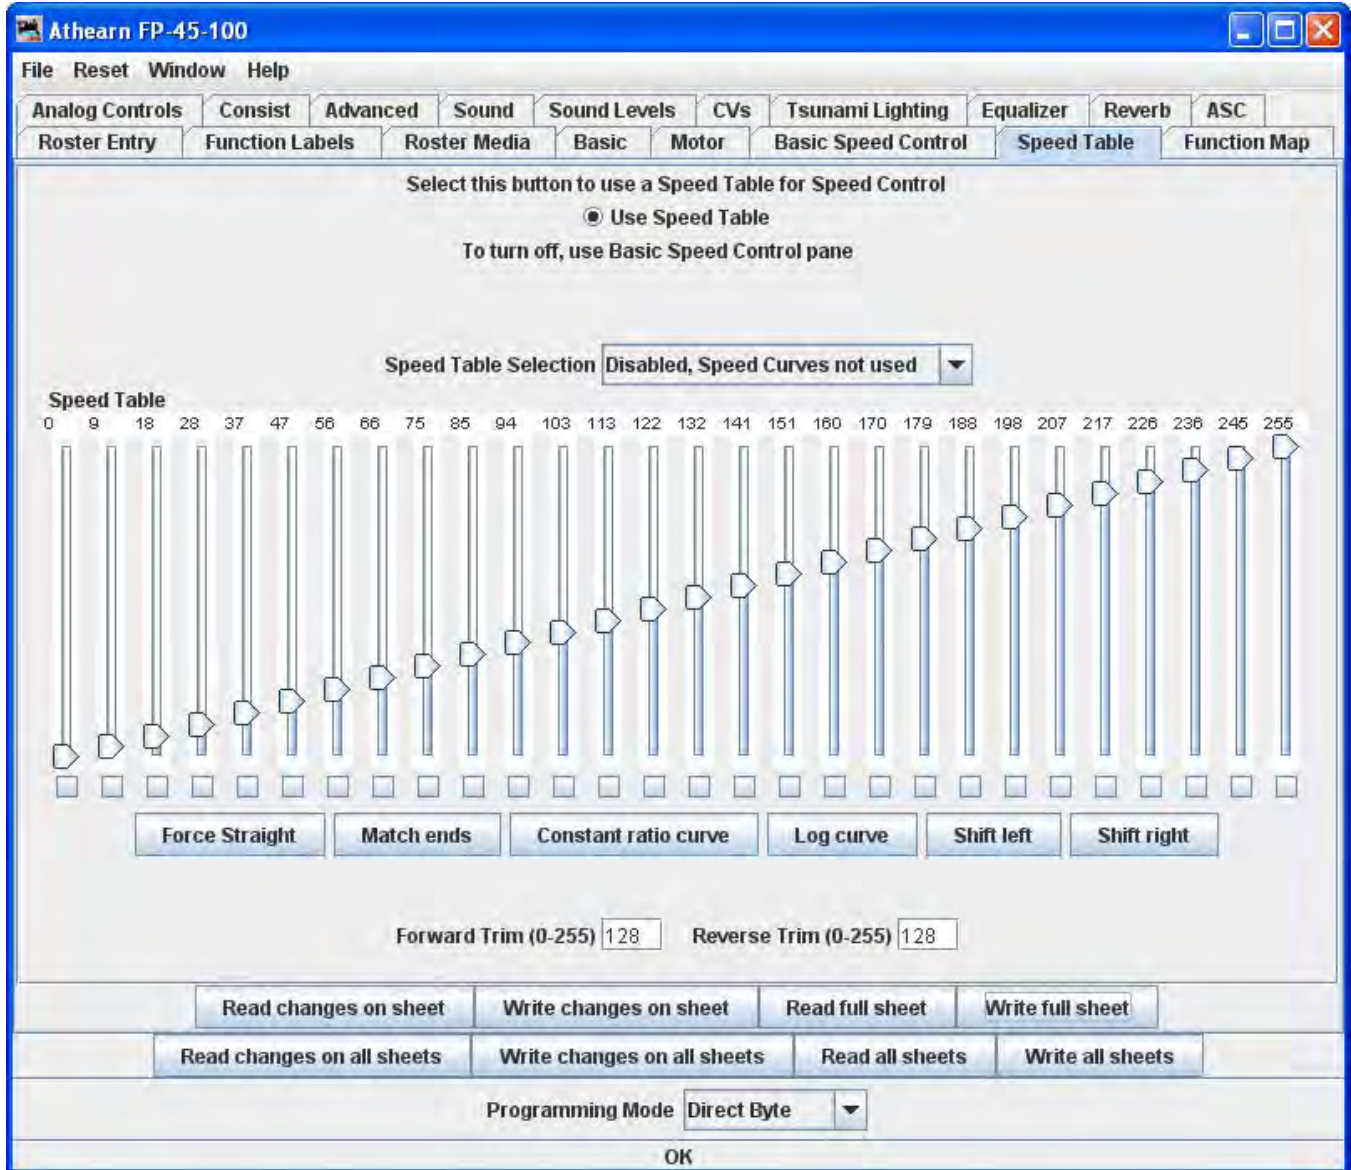 Athearn FP-45-100
File Reset Window Help
Analog Controls Consist Advanced Sound Sound Levels CVs Tsunami Lighting Equalizer Reverb ASC
Roster Entry Function Labels Roster Media Basic Motor Basic Speed Control Speed Table Function Map
Select this button to use a Speed Table for Speed Control
Use Speed Table
To turn off, use Basic Speed Control pane
Speed Table Selection Disabled, Speed Curves not used
Speed Table
0 9 18 28 37 47 56 66 75 85 94 103 113 122 132 141 151 160 170 179 188 198 207 217 226 236 245 255
Force Straight Match ends Constant ratio curve Log curve Shift left Shift right
Forward Trim (0-255) 128 Reverse Trim (0-255) 128
Read changes on sheet Write changes on sheet Read full sheet Write full sheet
Read changes on all sheets Write changes on all sheets Read all sheets Write all sheets
Programming Mode Direct Byte
OK